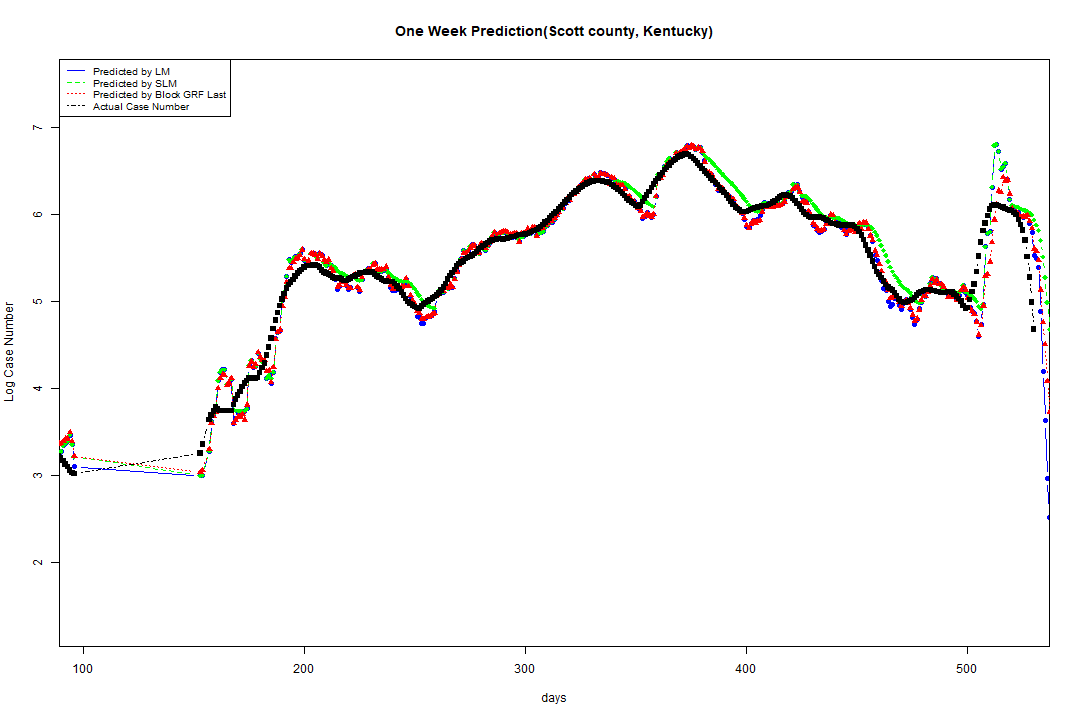 One Week Prediction(Scott county, Kentucky)
Predicted by LM
Predicted by SLM
Predicted by Block GRF Last
Actual Case Number
7
6
5
4
3
2
Log Case Number
100 200 300 400 500
days